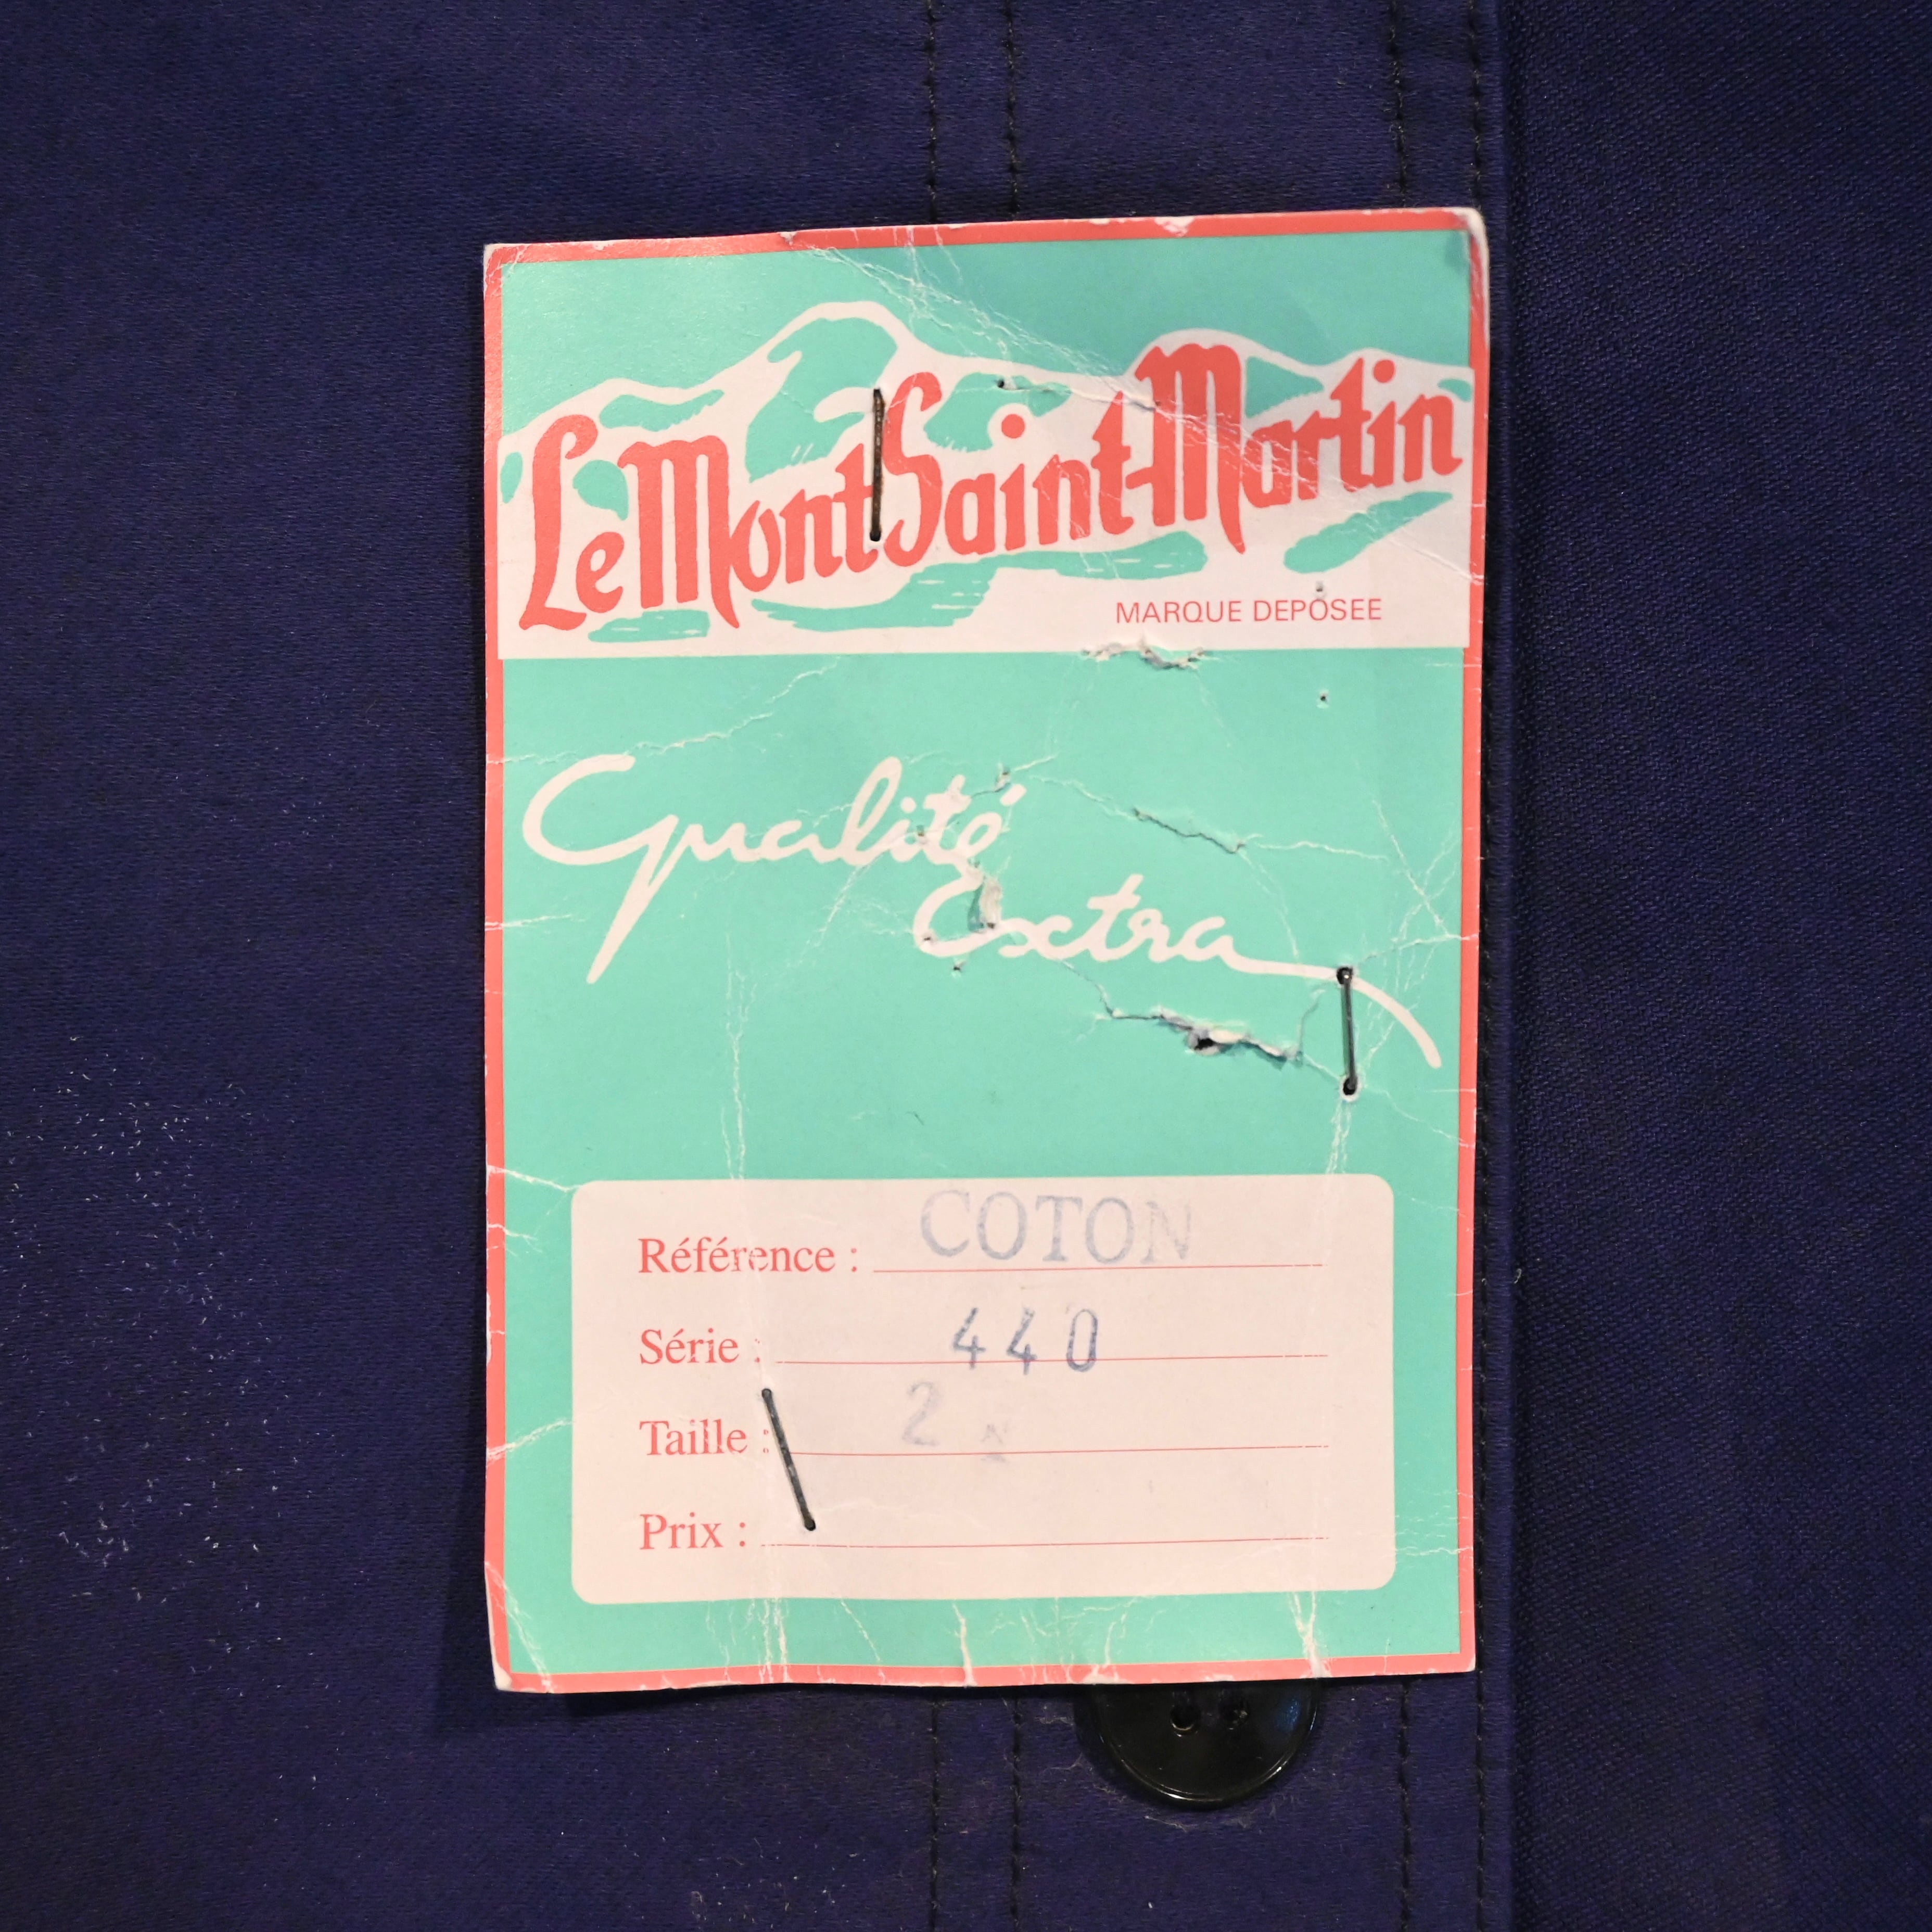 Le Mont Saint-Martin
MARQUE DEPOSEE
Qualité
Extra
Référence : COTON
Série : 440
Taille : 2
Prix :